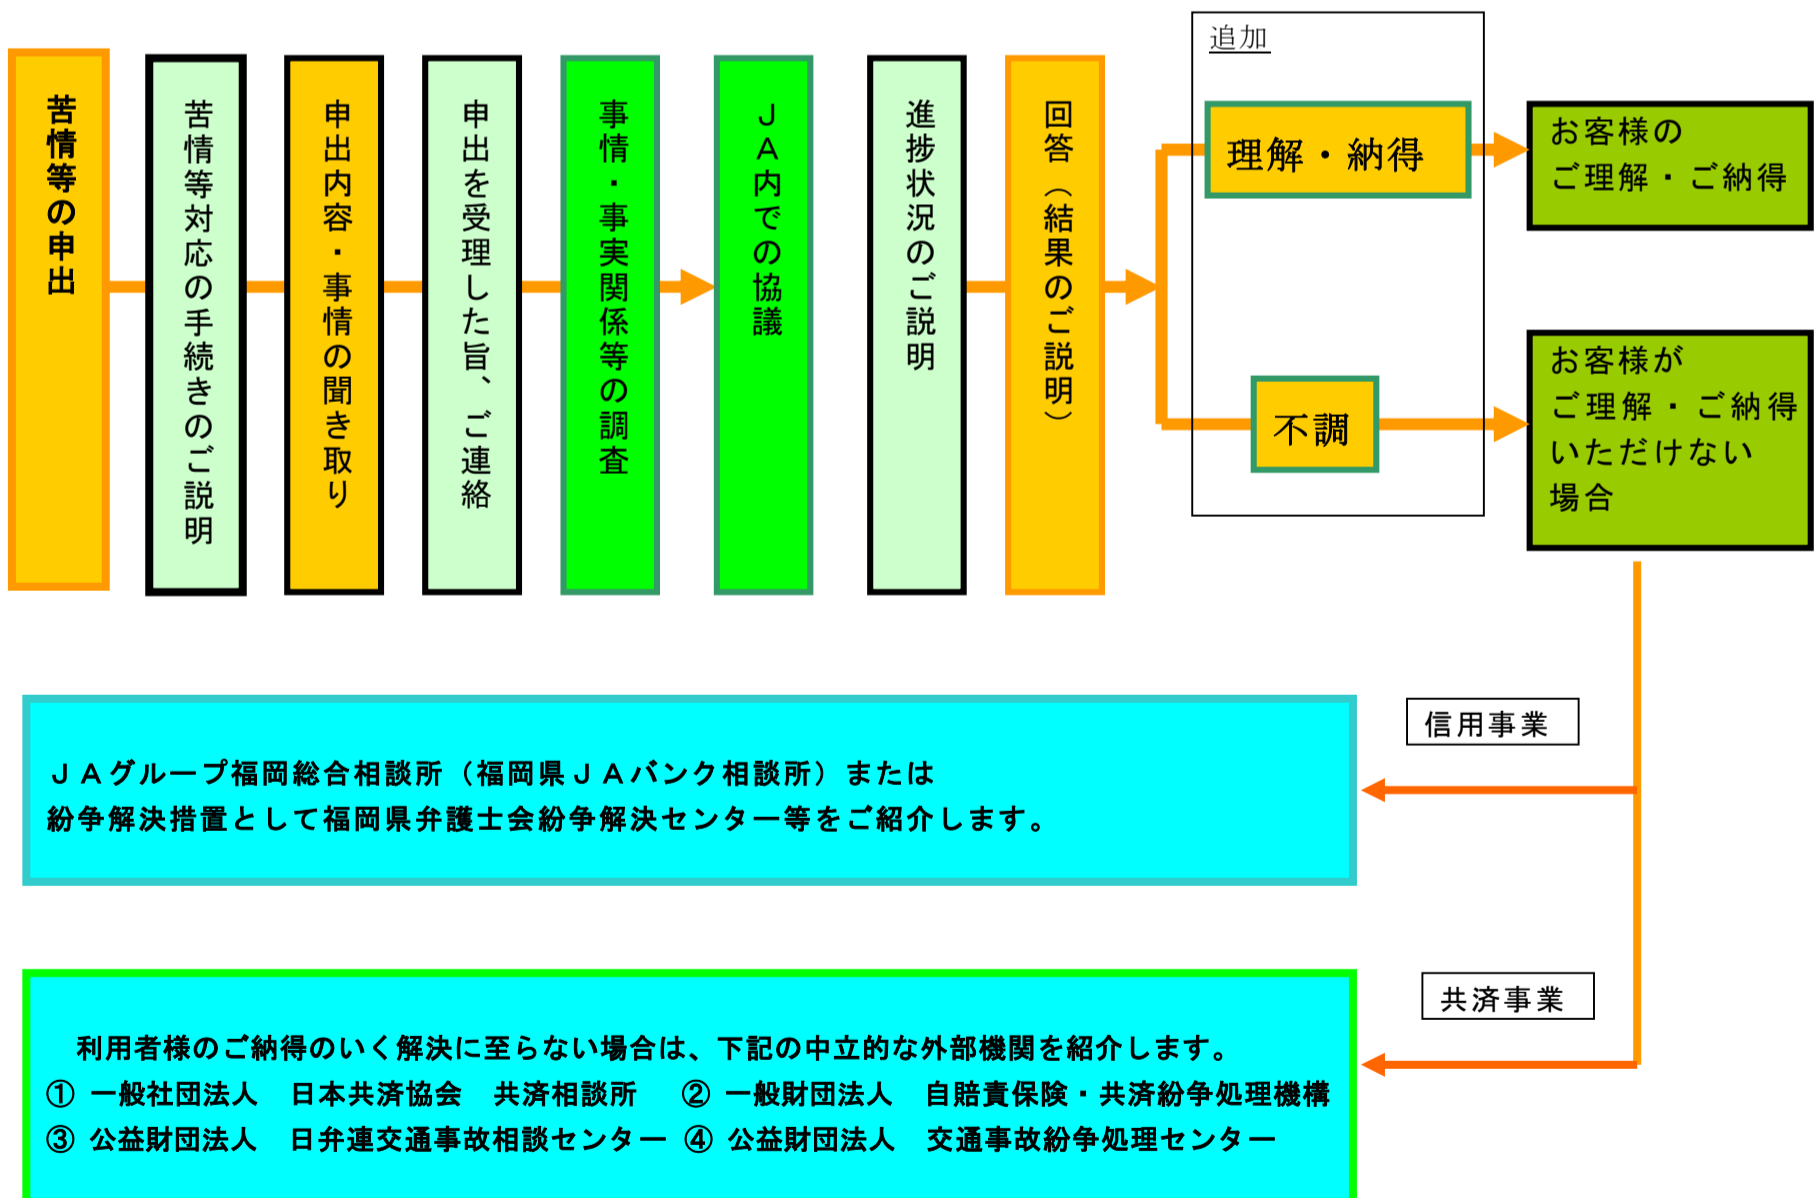 苦情等の申出
苦情等対応の手続きのご説明
申出内容・事情の聞き取り
申出を受理した旨、ご連絡
事情・事実関係等の調査
ＪＡ内での協議
進捗状況のご説明
回答（結果のご説明）
追加
理解・納得
不調
お客様の
ご理解・ご納得
お客様が
ご理解・ご納得
いただけない
場合
信用事業
ＪＡグループ福岡総合相談所（福岡県ＪＡバンク相談所）または
紛争解決措置として福岡県弁護士会紛争解決センター等をご紹介します。
共済事業
利用者様のご納得のいく解決に至らない場合は、下記の中立的な外部機関を紹介します。
① 一般社団法人　日本共済協会　共済相談所　② 一般財団法人　自賠責保険・共済紛争処理機構
③ 公益財団法人　日弁連交通事故相談センター ④ 公益財団法人　交通事故紛争処理センター